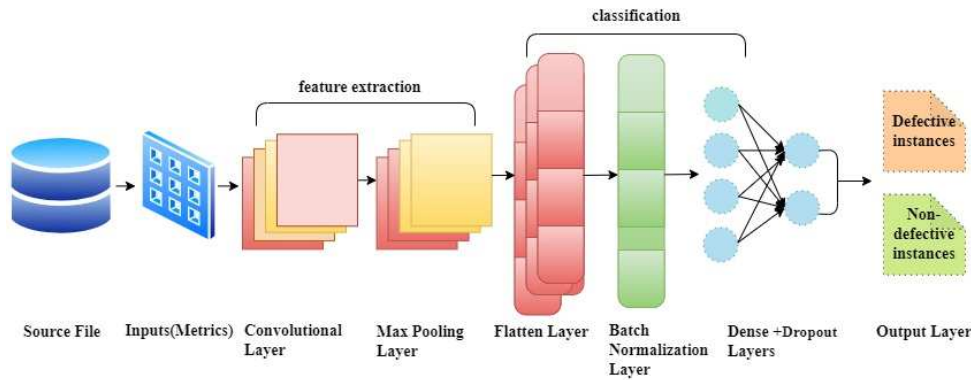 classification
feature extraction
Defective
instances
Non-
defective
instances
Source File
Inputs(Metrics)
Convolutional
Layer
Max Pooling
Layer
Flatten Layer
Batch
Normalization
Layer
Dense +Dropout
Layers
Output Layer